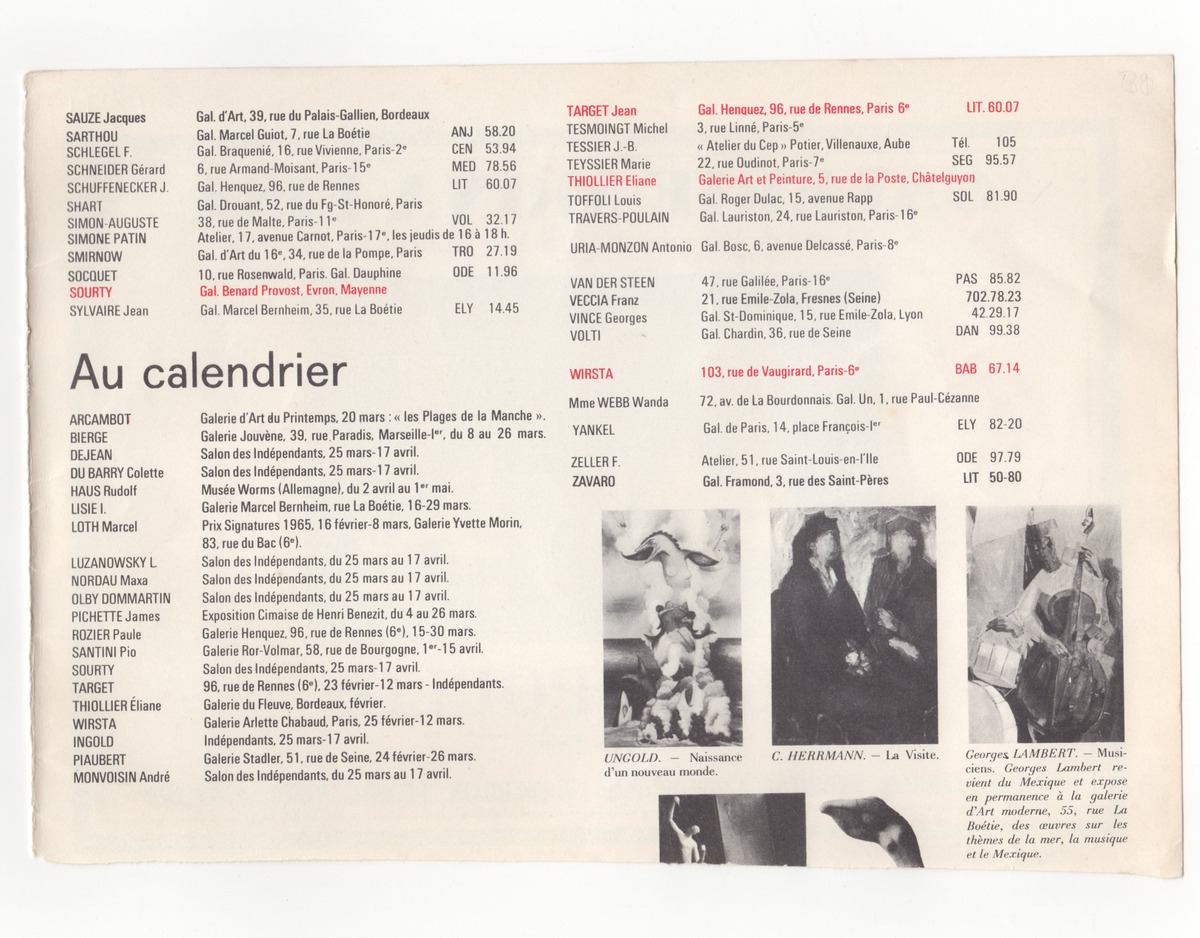 SAUZE Jacques Gal. d'Art, 39, rue du Palais-Gallien, Bordeaux
SARTHOU Gal. Marcel Guiot, 7, rue La Boétie ANJ 58.20
SCHLEGEL F. Gal. Braquenié, 16, rue Vivienne, Paris-2e CEN 53.94
SCHNEIDER Gérard 6, rue Armand-Moisant, Paris-15e MED 78.56
SCHUFFENECKER J. Gal. Henquez, 96, rue de Rennes LIT 60.07
SHART Gal. Drouant, 52, rue du Fg-St-Honoré, Paris
SIMON-AUGUSTE 38, rue de Malte, Paris-11e VOL 32.17
SIMONE PATIN Atelier, 17, avenue Carnot, Paris-17e, les jeudis de 16 à 18 h.
SMIRNOW Gal. d'Art du 16e, 34, rue de la Pompe, Paris TRO 27.19
SOCQUET 10, rue Rosenwald, Paris. Gal. Dauphine ODE 11.96
SOURTY Gal. Benard Provost, Evron, Mayenne
SYLVAIRE Jean Gal. Marcel Bernheim, 35, rue La Boétie ELY 14.45
Au calendrier
ARCAMBOT Galerie d'Art du Printemps, 20 mars : « les Plages de la Manche ».
BIERGE Galerie Jouvène, 39, rue Paradis, Marseille-Ier, du 8 au 26 mars.
DEJEAN Salon des Indépendants, 25 mars-17 avril.
DU BARRY Colette Salon des Indépendants, 25 mars-17 avril.
HAUS Rudolf Musée Worms (Allemagne), du 2 avril au 1er mai.
LISIE I. Galerie Marcel Bernheim, rue La Boétie, 16-29 mars.
LOTH Marcel Prix Signatures 1965, 16 février-8 mars, Galerie Yvette Morin,
83, rue du Bac (6e).
LUZANOWSKY L. Salon des Indépendants, du 25 mars au 17 avril.
NORDAU Maxa Salon des Indépendants, du 25 mars au 17 avril.
OLBY DOMMARTIN Salon des Indépendants, du 25 mars au 17 avril.
PICHETTE James Exposition Cimaise de Henri Benezit, du 4 au 26 mars.
ROZIER Paule Galerie Henquez, 96, rue de Rennes (6e), 15-30 mars.
SANTINI Pio Galerie Ror-Volmar, 58, rue de Bourgogne, 1er-15 avril.
SOURTY Salon des Indépendants, 25 mars-17 avril.
TARGET 96, rue de Rennes (6e), 23 février-12 mars - Indépendants.
THIOLLIER Éliane Galerie du Fleuve, Bordeaux, février.
WIRSTA Galerie Arlette Chabaud, Paris, 25 février-12 mars.
INGOLD Indépendants, 25 mars-17 avril.
PIAUBERT Galerie Stadler, 51, rue de Seine, 24 février-26 mars.
MONVOISIN André Salon des Indépendants, du 25 mars au 17 avril.
TARGET Jean Gal. Henquez, 96, rue de Rennes, Paris 6e LIT. 60.07
TESMOINGT Michel 3, rue Linné, Paris-5e
TESSIER J.-B. « Atelier du Cep » Potier, Villenauxe, Aube Tél. 105
TEYSSIER Marie 22, rue Oudinot, Paris-7e SEG 95.57
THIOLLIER Eliane Galerie Art et Peinture, 5, rue de la Poste, Châtelguyon
TOFFOLI Louis Gal. Roger Dulac, 15, avenue Rapp SOL 81.90
TRAVERS-POULAIN Gal. Lauriston, 24, rue Lauriston, Paris-16e
URIA-MONZON Antonio Gal. Bosc, 6, avenue Delcassé, Paris-8e
VAN DER STEEN 47, rue Galilée, Paris-16e PAS 85.82
VECCIA Franz 21, rue Emile-Zola, Fresnes (Seine) 702.78.23
VINCE Georges Gal. St-Dominique, 15, rue Emile-Zola, Lyon 42.29.17
VOLTI Gal. Chardin, 36, rue de Seine DAN 99.38
WIRSTA 103, rue de Vaugirard, Paris-6e BAB 67.14
Mme WEBB Wanda 72, av. de La Bourdonnais. Gal. Un, 1, rue Paul-Cézanne
YANKEL Gal. de Paris, 14, place François-Ier ELY 82-20
ZELLER F. Atelier, 51, rue Saint-Louis-en-l'Ile ODE 97.79
ZAVARO Gal. Framond, 3, rue des Saint-Pères LIT 50-80
UNGOLD. — Naissance
d'un nouveau monde.
C. HERRMANN. — La Visite.
Georges LAMBERT. — Musi-
ciens. Georges Lambert re-
vient du Mexique et expose
en permanence à la galerie
d'Art moderne, 55, rue La
Boétie, des œuvres sur les
thèmes de la mer, la musique
et le Mexique.